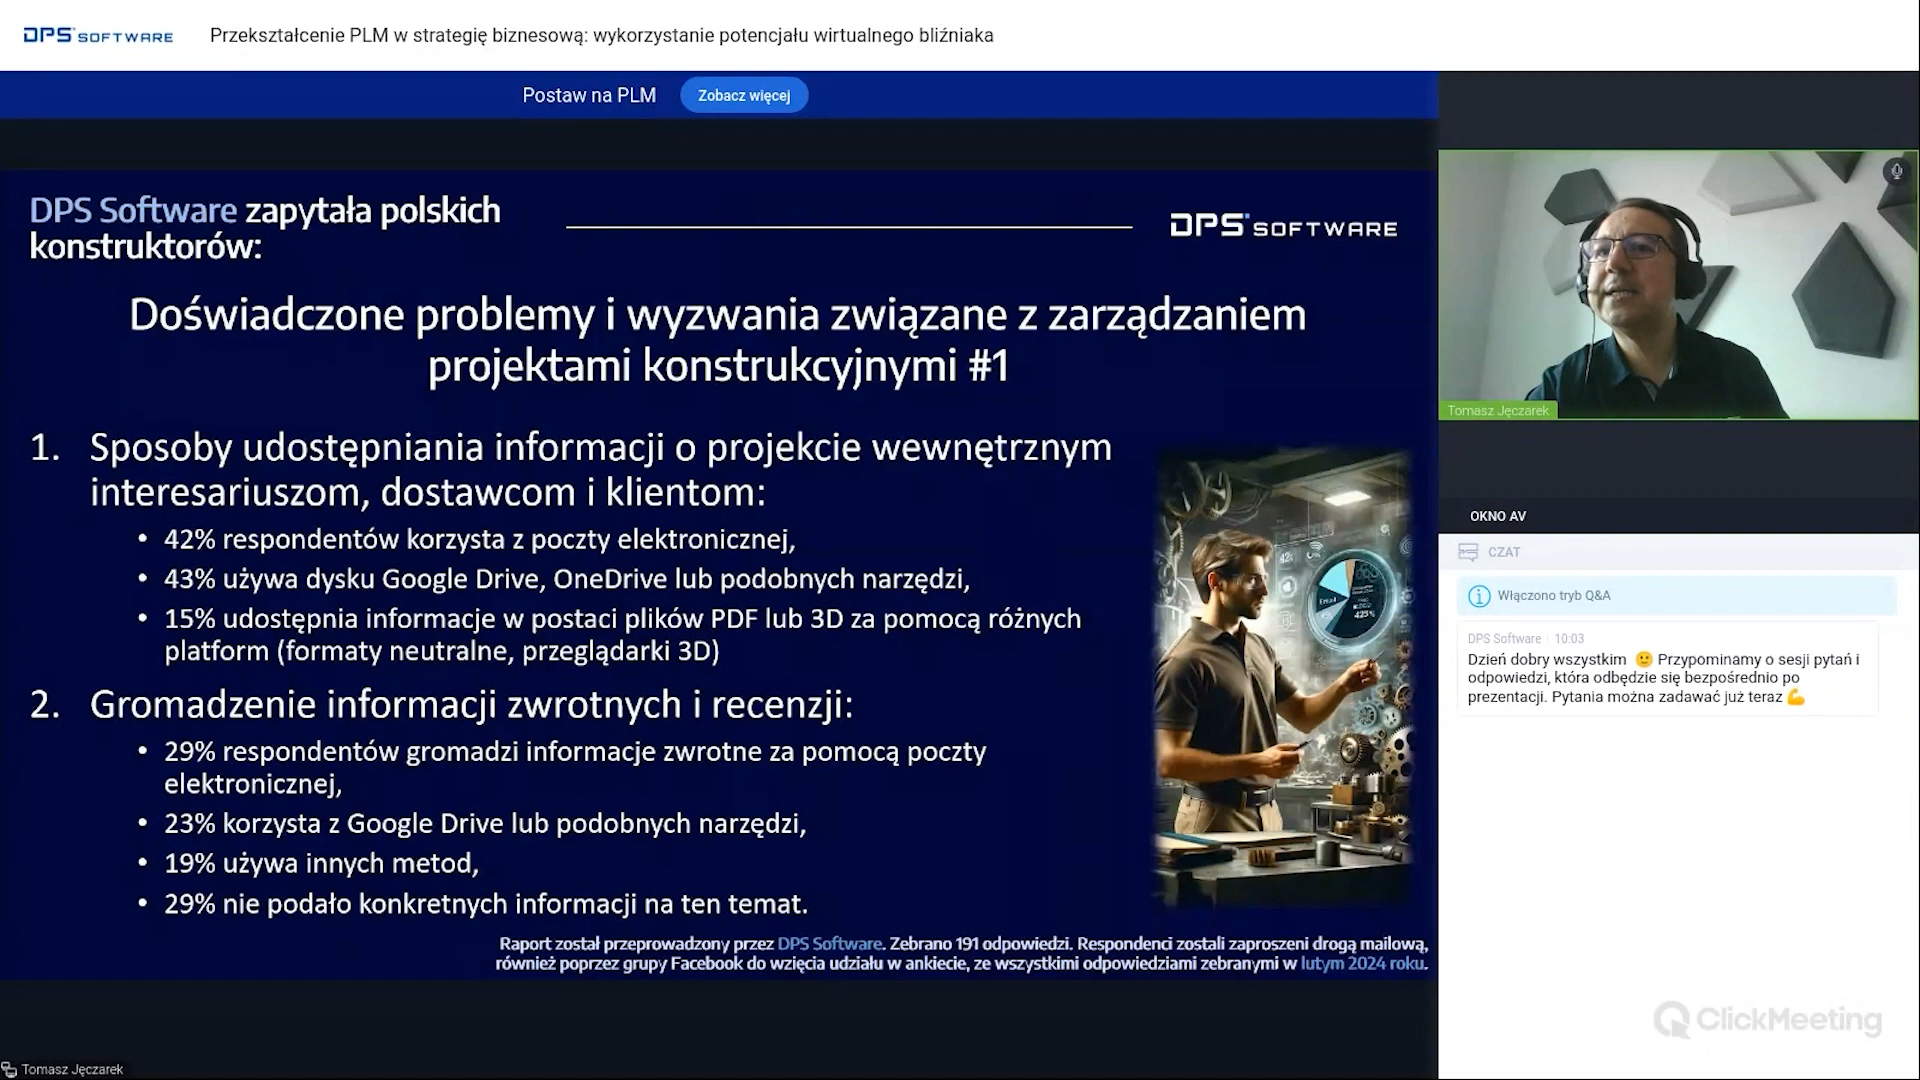 DPS SOFTWARE
Przekształcenie PLM w strategię biznesową: wykorzystanie potencjału wirtualnego bliźniaka
Postaw na PLM
Zobacz więcej
DPS Software zapytała polskich
konstruktorów:
DPS SOFTWARE
Doświadczone problemy i wyzwania związane z zarządzaniem
projektami konstrukcyjnymi #1
1. Sposoby udostępniania informacji o projekcie wewnętrznym
interesariuszom, dostawcom i klientom:
• 42% respondentów korzysta z poczty elektronicznej,
• 43% używa dysku Google Drive, OneDrive lub podobnych narzędzi,
• 15% udostępnia informacje w postaci plików PDF lub 3D za pomocą różnych
platform (formaty neutralne, przeglądarki 3D)
2. Gromadzenie informacji zwrotnych i recenzji:
• 29% respondentów gromadzi informacje zwrotne za pomocą poczty
elektronicznej,
• 23% korzysta z Google Drive lub podobnych narzędzi,
• 19% używa innych metod,
• 29% nie podało konkretnych informacji na ten temat.
Raport został przeprowadzony przez DPS Software. Zebrano 191 odpowiedzi. Respondenci zostali zaproszeni drogą mailową,
również poprzez grupy Facebook do wzięcia udziału w ankiecie, ze wszystkimi odpowiedziami zebranymi w lutym 2024 roku.
Tomasz Jęczarek
Tomasz Jęczarek
OKNO AV
CZAT
Włączono tryb Q&A
DPS Software 10:03
Dzień dobry wszystkim 🙂 Przypominamy o sesji pytań i
odpowiedzi, która odbędzie się bezpośrednio po
prezentacji. Pytania można zadawać już teraz 💪
ClickMeeting